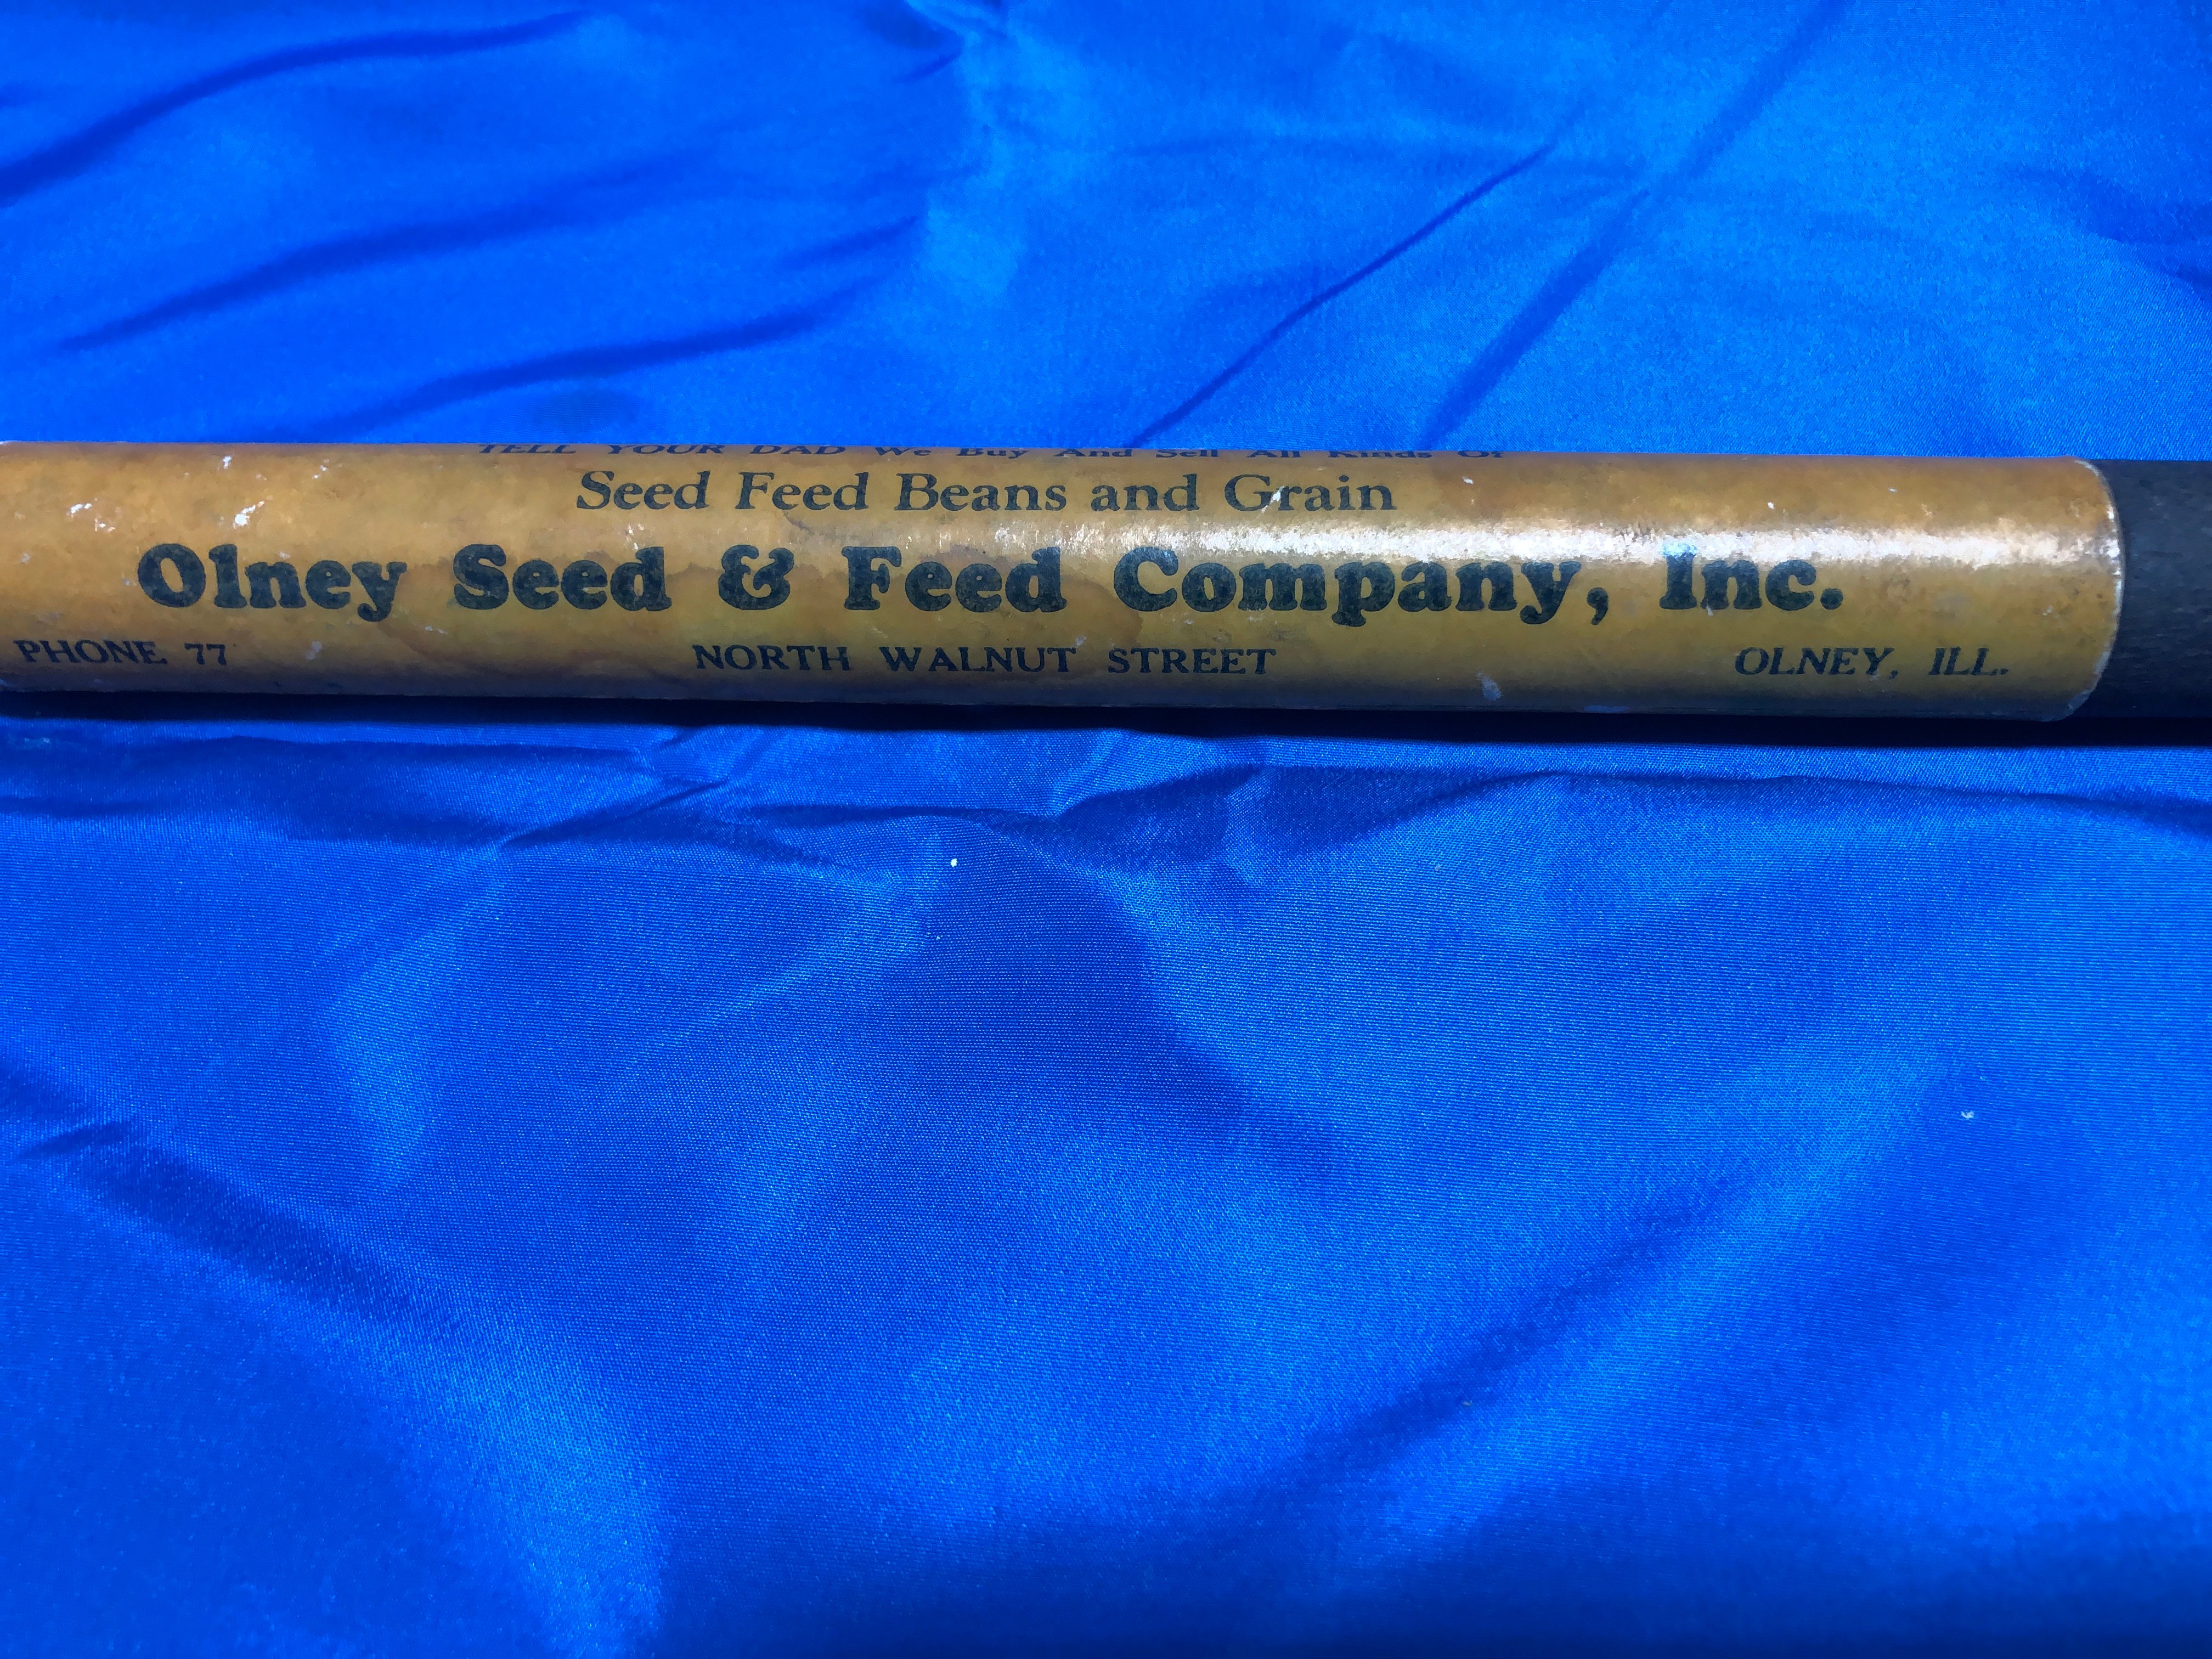 TELL YOUR DAD We Buy And Sell All Kinds Of
Seed Feed Beans and Grain
Olney Seed & Feed Company, Inc.
PHONE 77 NORTH WALNUT STREET OLNEY, ILL.